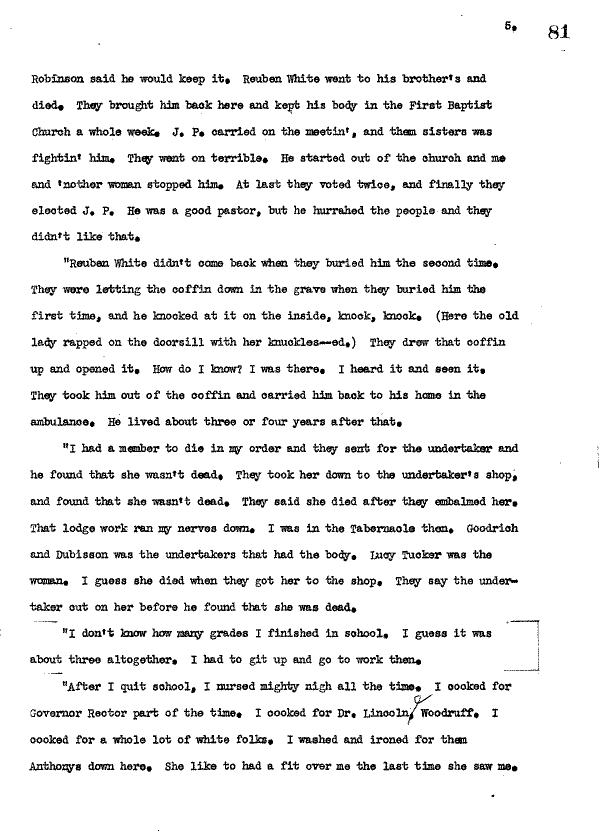 5. 81
Robinson said he would keep it. Reuben White went to his brother's and
died. They brought him back here and kept his body in the First Baptist
Church a whole week. J. P. carried on the meetin', and them sisters was
fightin' him. They went on terrible. He started out of the church and me
and 'nother woman stopped him. At last they voted twice, and finally they
elected J. P. He was a good pastor, but he hurrahed the people and they
didn't like that.
"Reuben White didn't come back when they buried him the second time.
They were letting the coffin down in the grave when they buried him the
first time, and he knocked at it on the inside, knock, knock. (Here the old
lady rapped on the doorsill with her knuckles--ed.) They drew that coffin
up and opened it. How do I know? I was there. I heard it and seen it.
They took him out of the coffin and carried him back to his home in the
ambulance. He lived about three or four years after that.
"I had a member to die in my order and they sent for the undertaker and
he found that she wasn't dead. They took her down to the undertaker's shop,
and found that she wasn't dead. They said she died after they embalmed her.
That lodge work ran my nerves down. I was in the Tabernacle then. Goodrich
and Dubisson was the undertakers that had the body. Lucy Tucker was the
woman. I guess she died when they got her to the shop. They say the under-
taker cut on her before he found that she was dead.
"I don't know how many grades I finished in school. I guess it was
about three altogether. I had to git up and go to work then.
"After I quit school, I nursed mighty nigh all the time. I cooked for
Governor Rector part of the time. I cooked for Dr. Lincoln, Woodruff. I
cooked for a whole lot of white folks. I washed and ironed for them
Anthonys down here. She like to had a fit over me the last time she saw me.